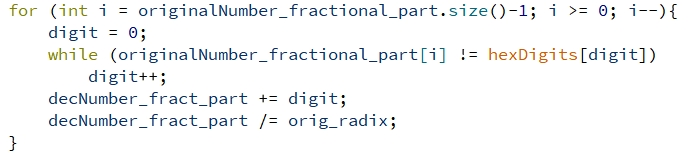 for (int i = originalNumber_fractional_part.size()-1; i >= 0; i--){
    digit = 0;
    while (originalNumber_fractional_part[i] != hexDigits[digit])
        digit++;
    decNumber_fract_part += digit;
    decNumber_fract_part /= orig_radix;
}